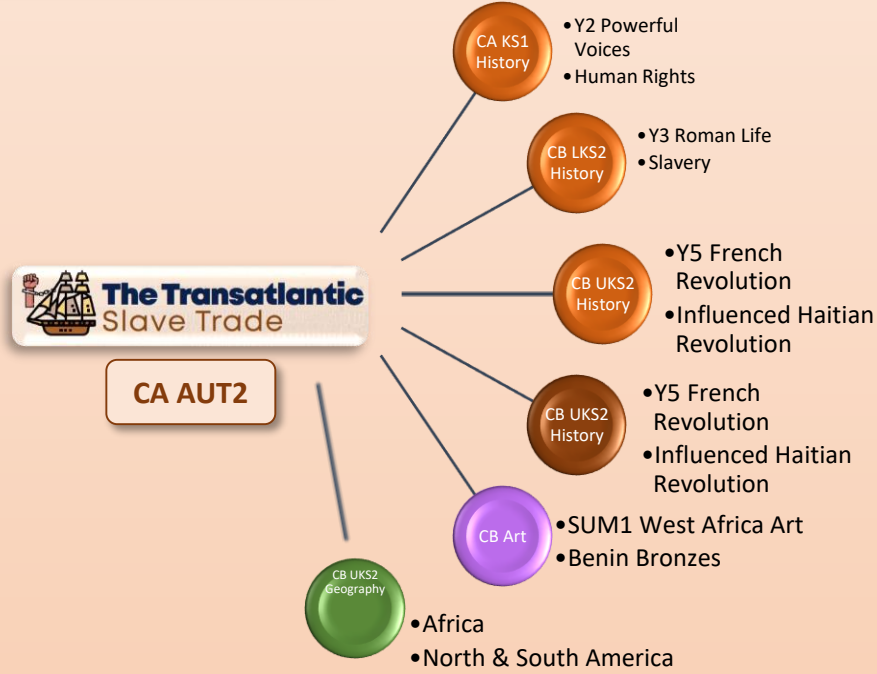 CA KS1
History
•Y2 Powerful
Voices
•Human Rights
CB LKS2
History
•Y3 Roman Life
•Slavery
CB UKS2
History
•Y5 French
Revolution
•Influenced Haitian
Revolution
The Transatlantic
Slave Trade
CA AUT2
CB UKS2
History
•Y5 French
Revolution
•Influenced Haitian
Revolution
CB Art
•SUM1 West Africa Art
•Benin Bronzes
CB UKS2
Geography
•Africa
•North & South America